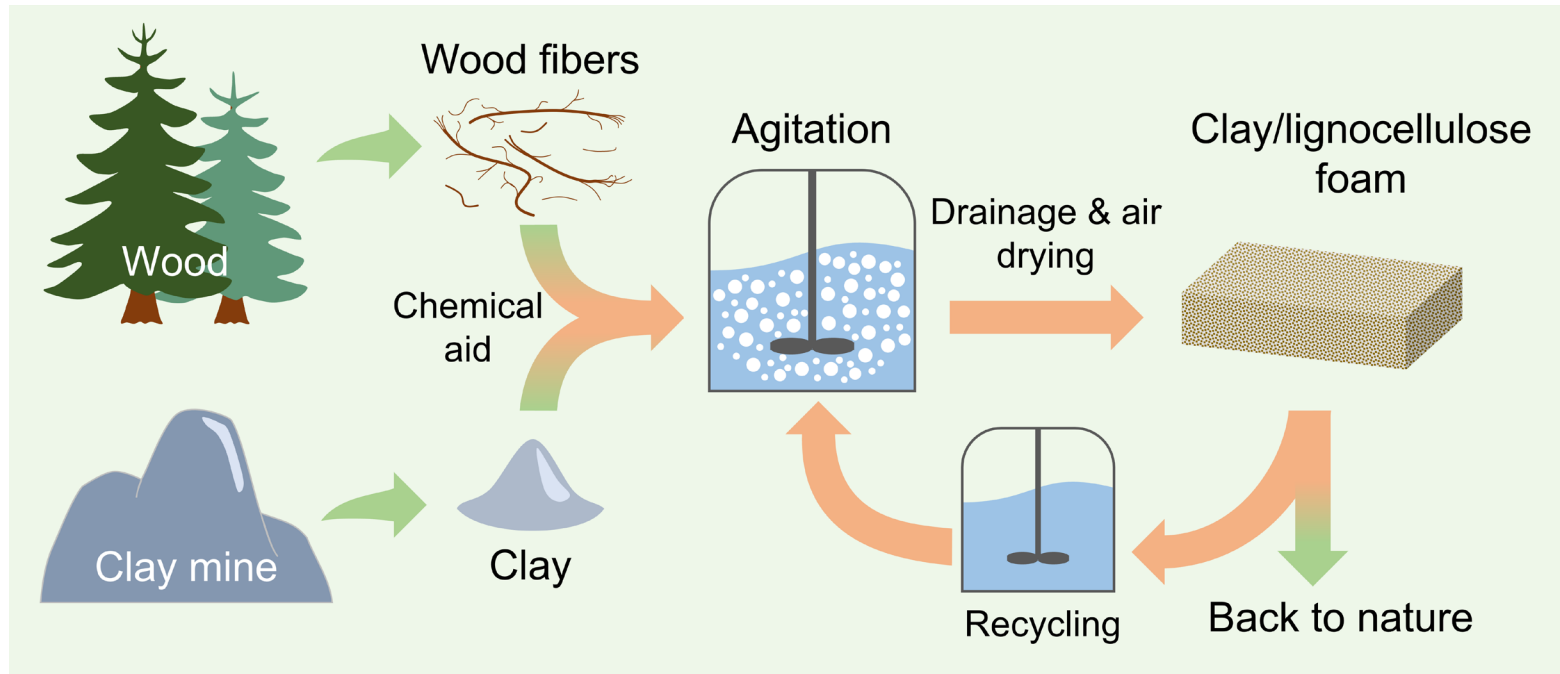 Wood
Wood fibers
Chemical
aid
Clay mine
Clay
Agitation
Drainage & air
drying
Clay/lignocellulose
foam
Recycling
Back to nature